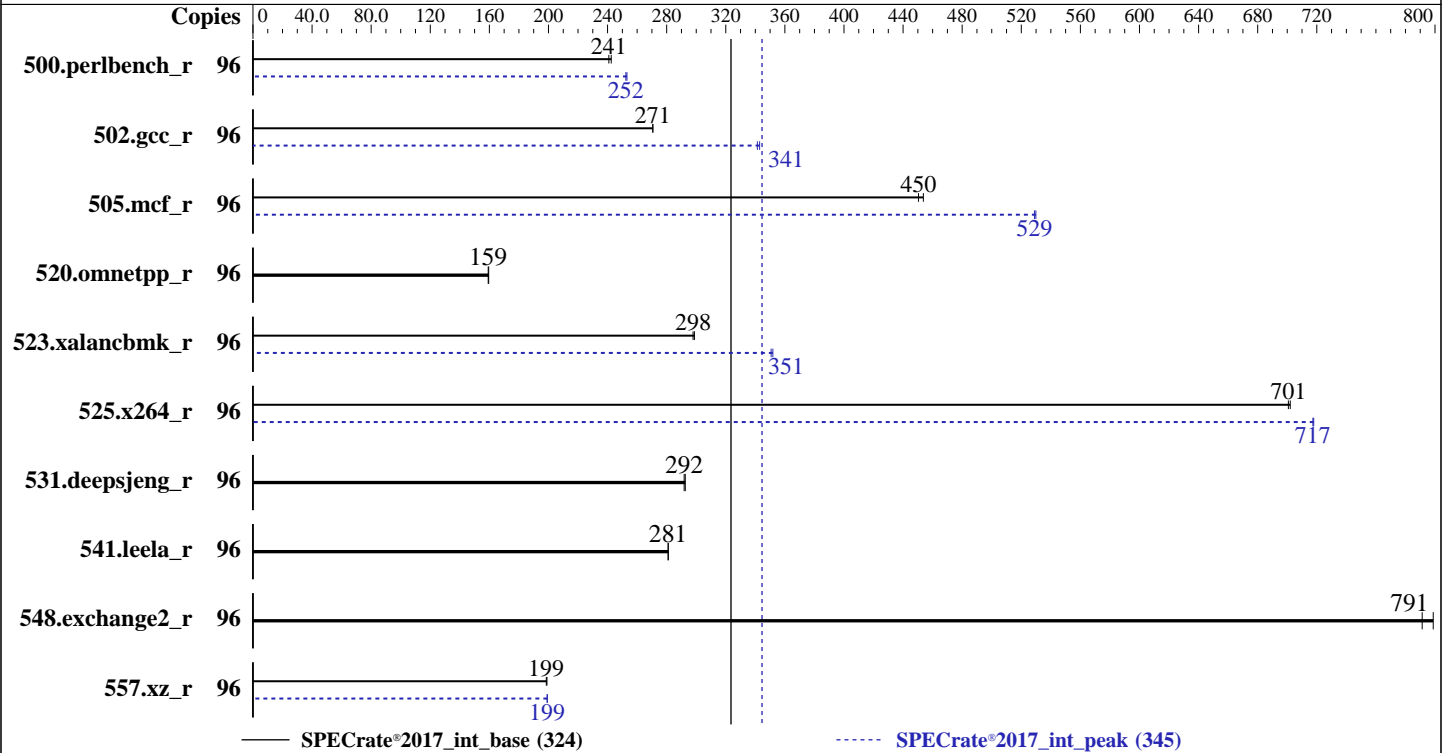 Copies 0 40.0 80.0 120 160 200 240 280 320 360 400 440 480 520 560 600 640 680 720 800
500.perlbench_r 96 241
252
502.gcc_r 96 271
341
505.mcf_r 96 450
529
520.omnetpp_r 96 159
523.xalancbmk_r 96 298
351
525.x264_r 96 701
717
531.deepsjeng_r 96 292
541.leela_r 96 281
548.exchange2_r 96 791
557.xz_r 96 199
199
SPECrate®2017_int_base (324) SPECrate®2017_int_peak (345)